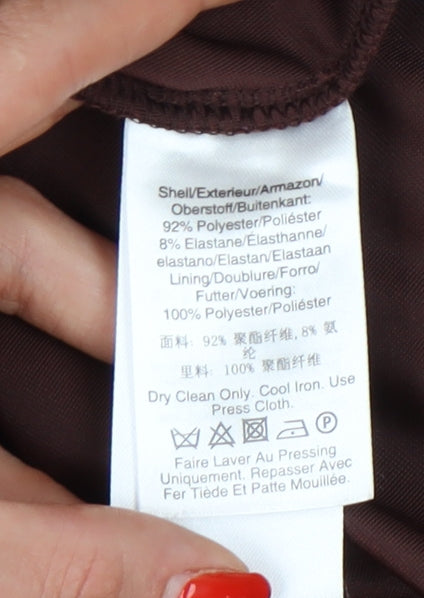 Shell/Exterieur/Armazon/
Oberstoff/Buitenkant:
92% Polyester/Poliéster
8% Elastane/Élasthanne/
elastano/Elastan/Elastaan
Lining/Doublure/Forro/
Futter/Voering:
100% Polyester/Poliéster
面料: 92% 聚酯纤维,8% 氨
纶
里料: 100% 聚酯纤维
Dry Clean Only. Cool Iron. Use
Press Cloth.
P
Faire Laver Au Pressing
Uniquement. Repasser Avec
Fer Tiède Et Patte Mouillée.